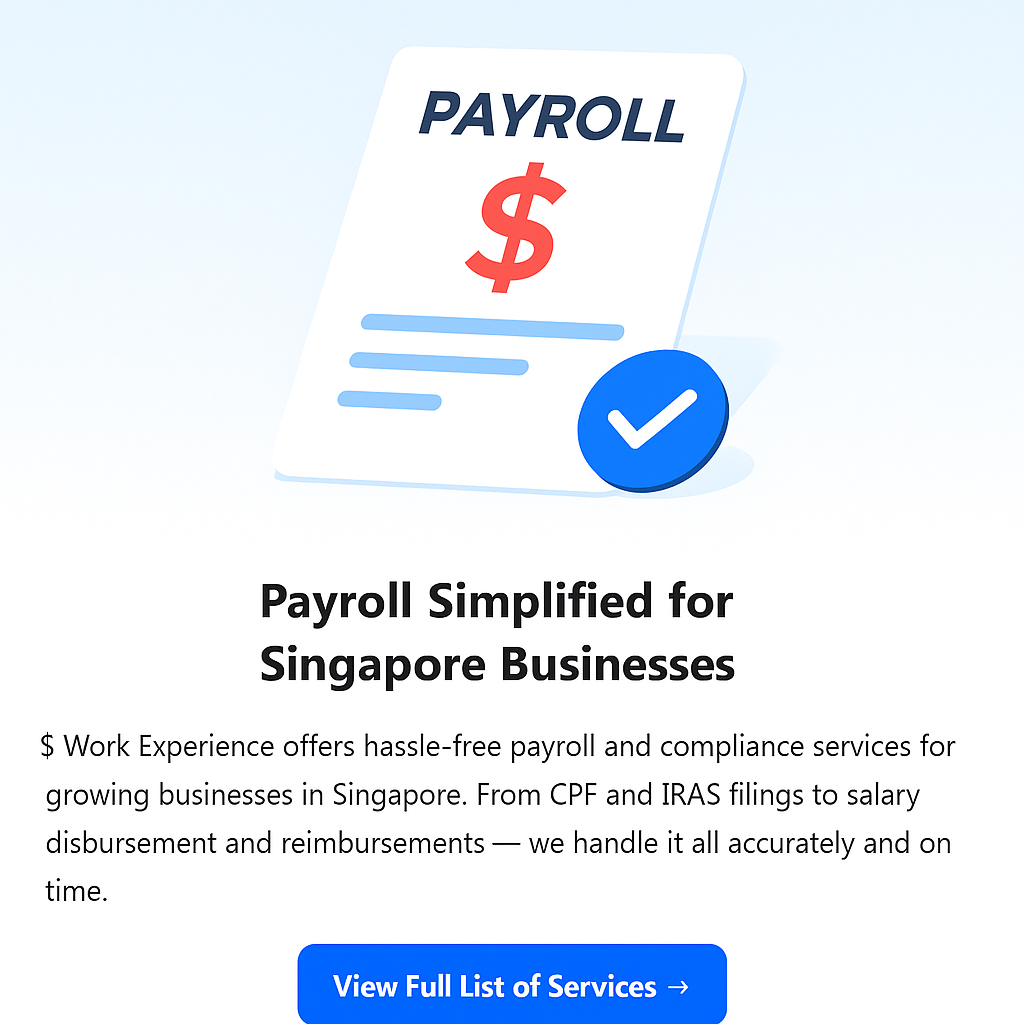 PAYROLL
$
Payroll Simplified for
Singapore Businesses
$ Work Experience offers hassle-free payroll and compliance services for
growing businesses in Singapore. From CPF and IRAS filings to salary
disbursement and reimbursements — we handle it all accurately and on
time.
View Full List of Services →